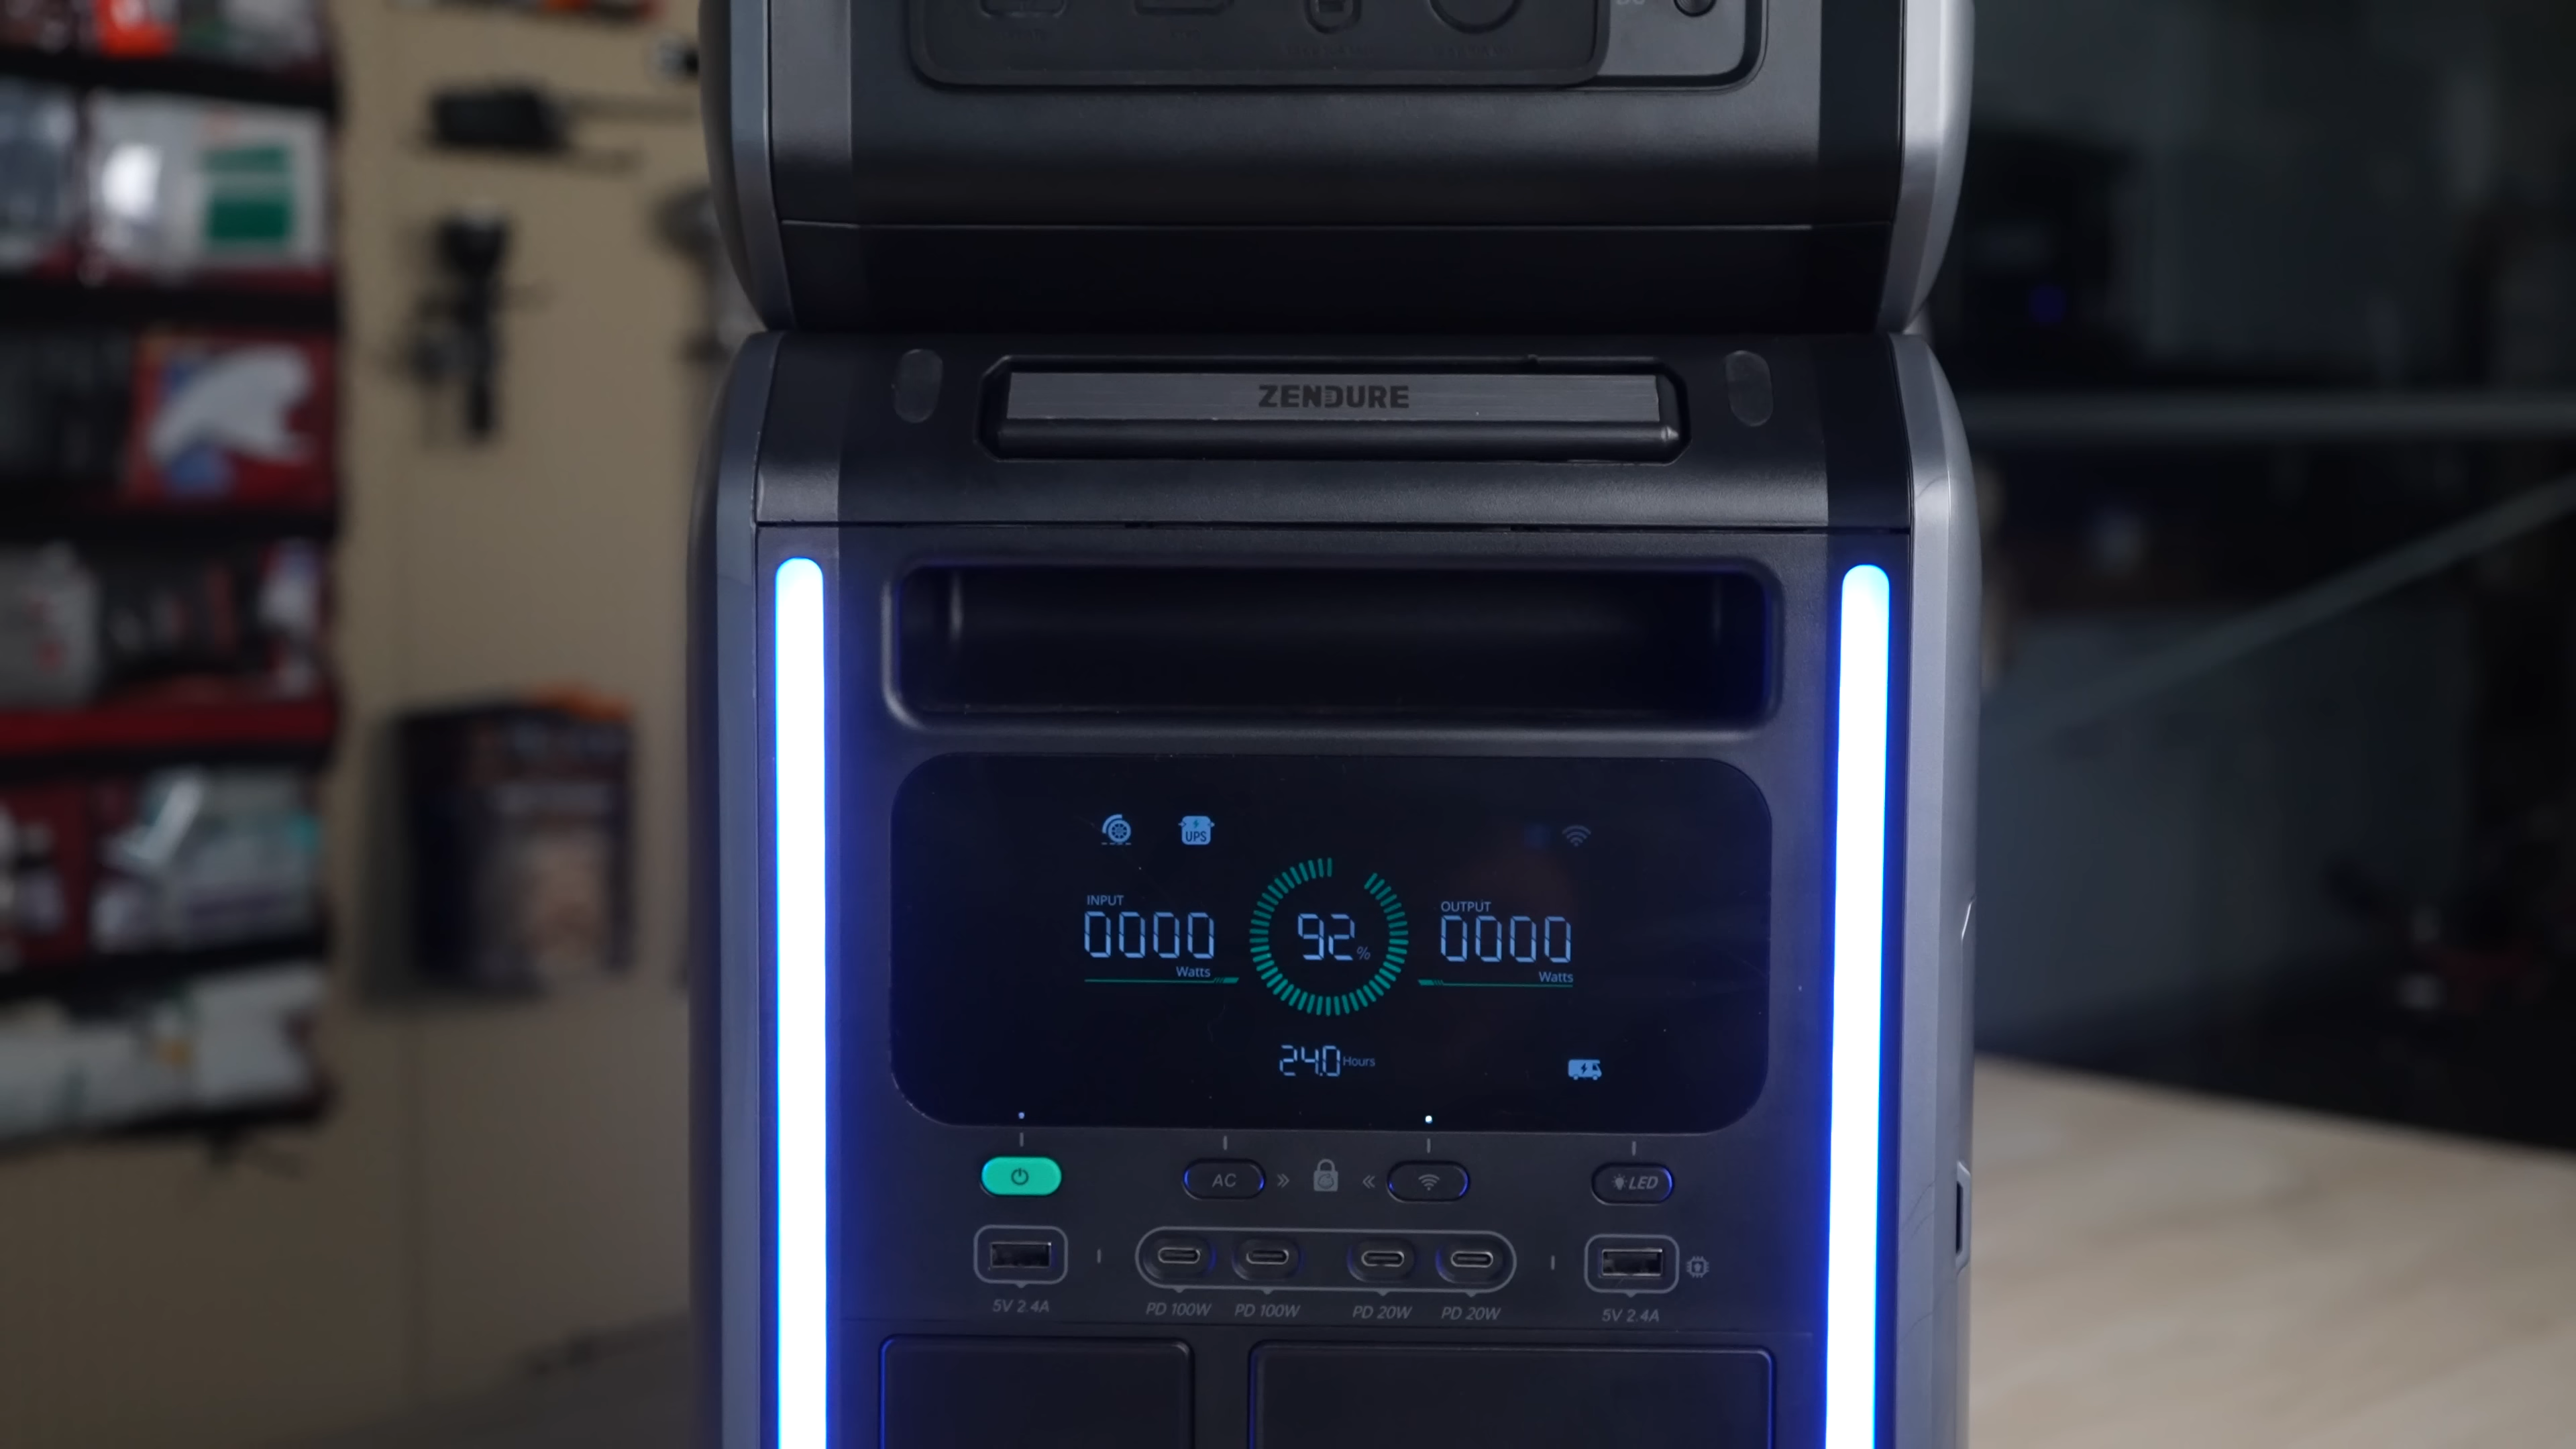 ZENDURE
UPS
INPUT
0000
Watts
92%
OUTPUT
0000
Watts
24.0 Hours
AC
LED
5V 2.4A
PD 100W PD 100W PD 20W PD 20W
5V 2.4A